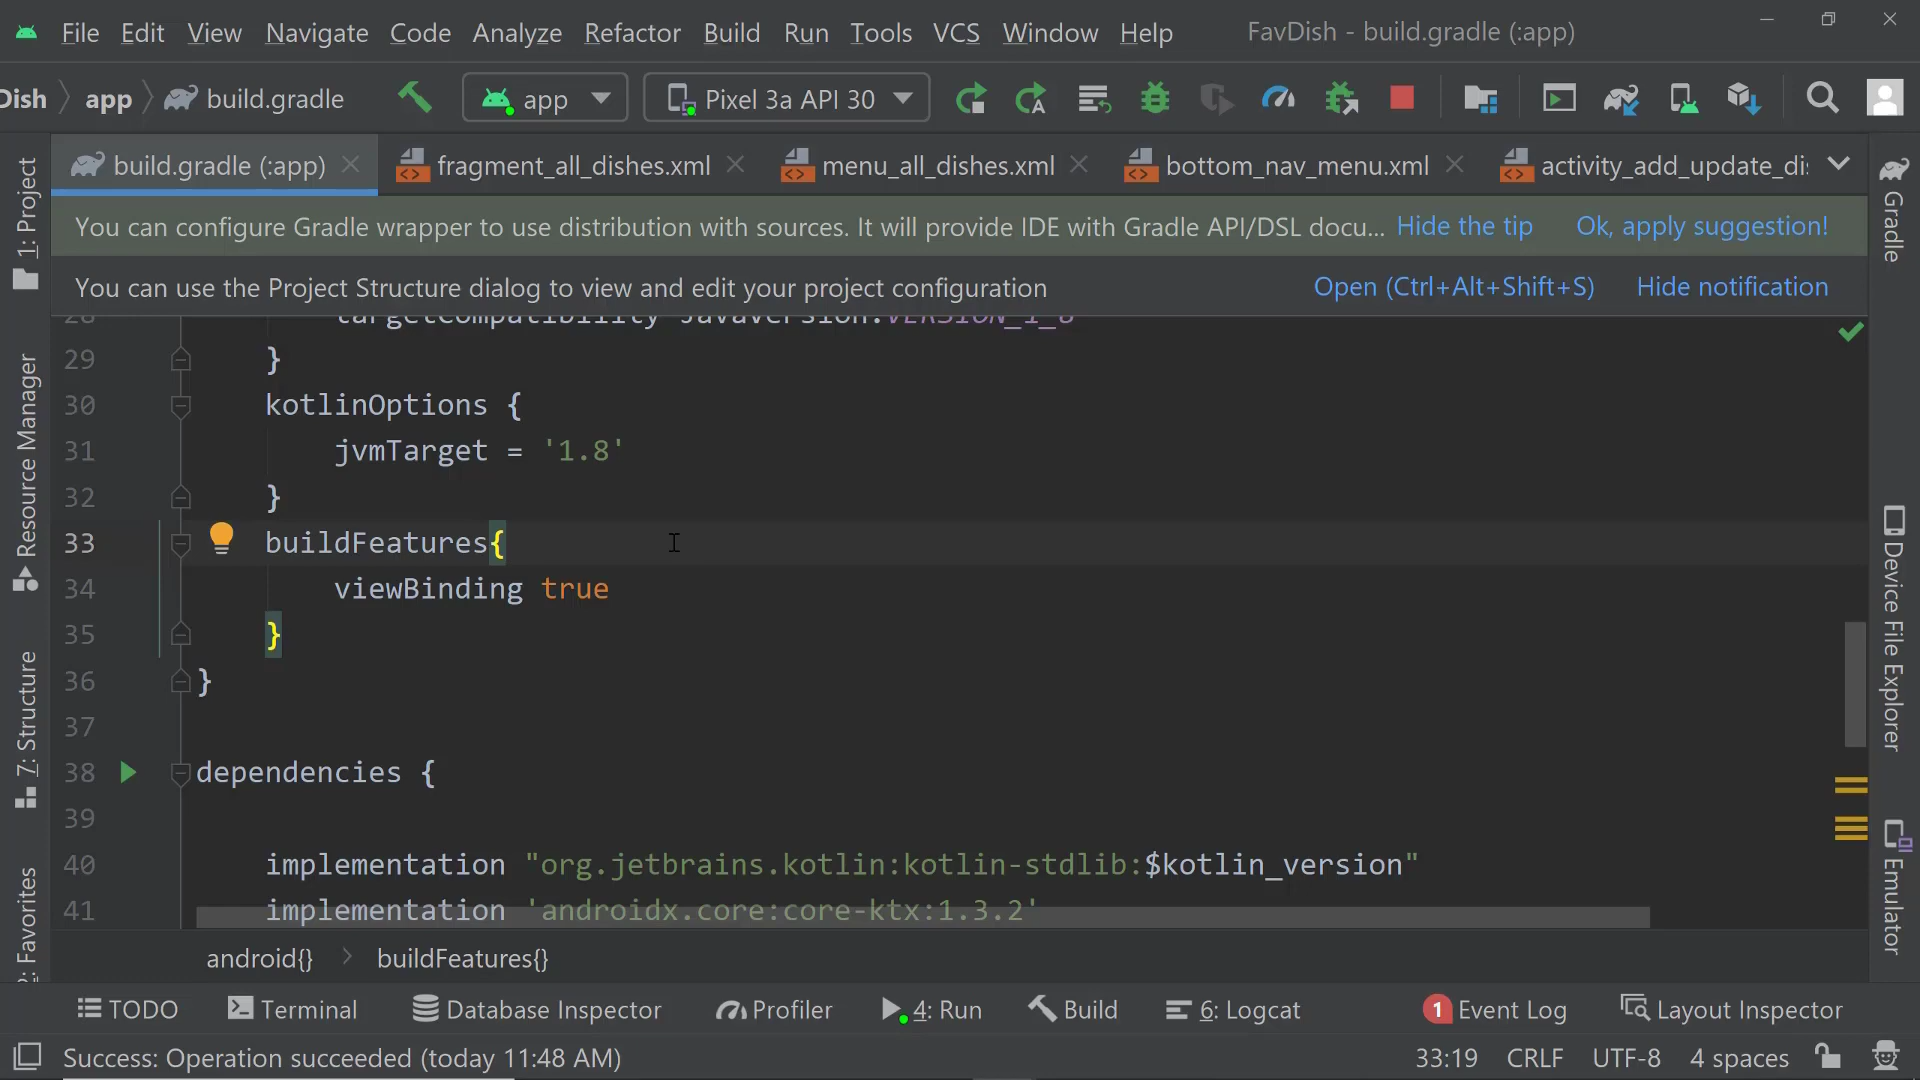 File Edit View Navigate Code Analyze Refactor Build Run Tools VCS Window Help FavDish - build.gradle (:app)
Dish app build.gradle app Pixel 3a API 30
build.gradle (:app) fragment_all_dishes.xml menu_all_dishes.xml bottom_nav_menu.xml activity_add_update_di
You can configure Gradle wrapper to use distribution with sources. It will provide IDE with Gradle API/DSL docu... Hide the tip Ok, apply suggestion!
You can use the Project Structure dialog to view and edit your project configuration Open (Ctrl+Alt+Shift+S) Hide notification
28 targetCompatibility JavaVersion.VERSION_1_8
29 }
30 kotlinOptions {
31 jvmTarget = '1.8'
32 }
33 buildFeatures{
34 viewBinding true
35 }
36 }
37
38 dependencies {
39
40 implementation "org.jetbrains.kotlin:kotlin-stdlib:$kotlin_version"
41 implementation 'androidx.core:core-ktx:1.3.2'
android{} buildFeatures{}
1: Project
Resource Manager
7: Structure
2: Favorites
Gradle
Device File Explorer
Emulator
TODO Terminal Database Inspector Profiler 4: Run Build 6: Logcat 1 Event Log Layout Inspector
Success: Operation succeeded (today 11:48 AM) 33:19 CRLF UTF-8 4 spaces